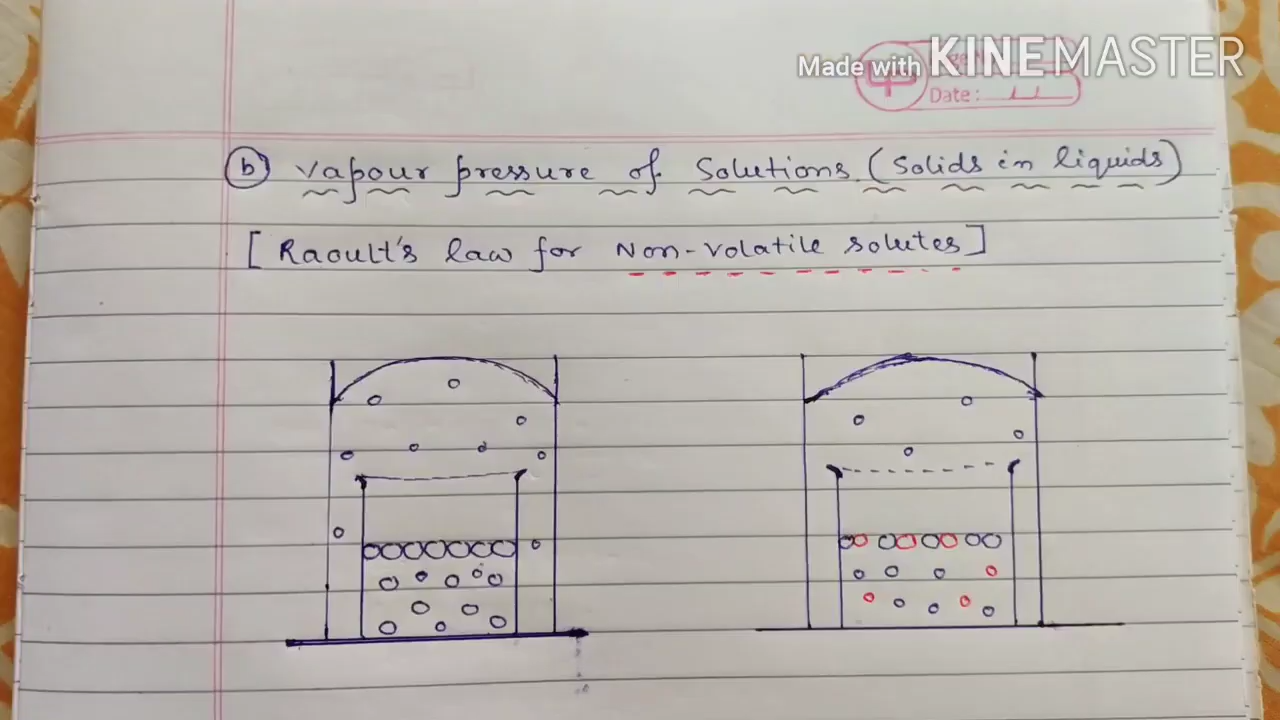 Made with KINEMASTER
Date:
(b) Vapour pressure of Solutions. (Solids in liquids)
[Raoult's law for Non-volatile solutes]